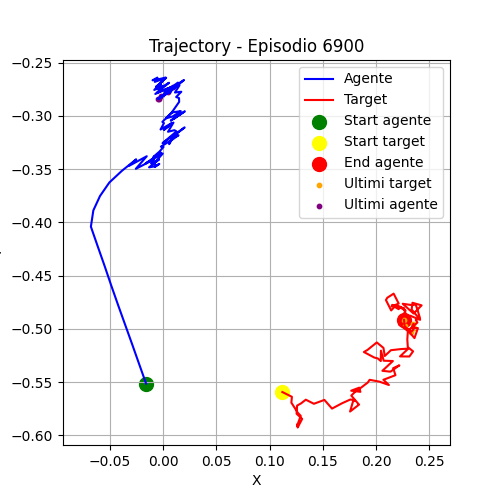 Trajectory - Episodio 6900
−0.25
−0.30
−0.35
−0.40
−0.45
−0.50
−0.55
−0.60
Agente
Target
Start agente
Start target
End agente
Ultimi target
Ultimi agente
−0.05 0.00 0.05 0.10 0.15 0.20 0.25
X